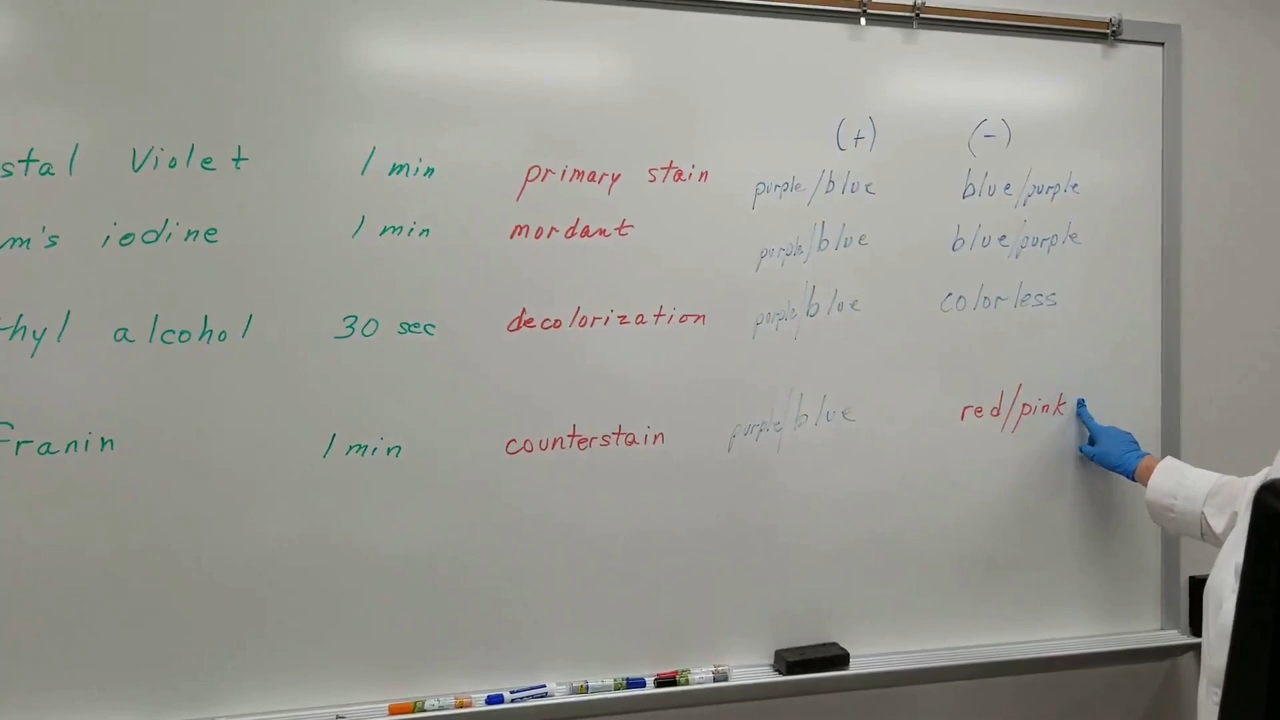 (+) (-)
stal Violet 1 min primary stain purple/blue blue/purple
m's iodine 1 min mordant purple/blue blue/purple
hyl alcohol 30 sec decolorization purple/blue colorless
franin 1 min counterstain purple/blue red/pink